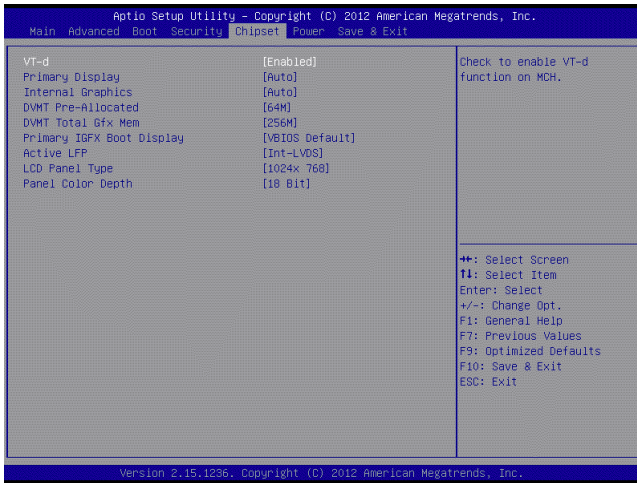 Aptio Setup Utility – Copyright (C) 2012 American Megatrends, Inc.
Main Advanced Boot Security Chipset Power Save & Exit
VT-d [Enabled]
Primary Display [Auto]
Internal Graphics [Auto]
DVMT Pre-Allocated [64M]
DVMT Total Gfx Mem [256M]
Primary IGFX Boot Display [VBIOS Default]
Active LFP [Int-LVDS]
LCD Panel Type [1024x 768]
Panel Color Depth [18 Bit]
Check to enable VT-d
function on MCH.
→←: Select Screen
↑↓: Select Item
Enter: Select
+/-: Change Opt.
F1: General Help
F7: Previous Values
F9: Optimized Defaults
F10: Save & Exit
ESC: Exit
Version 2.15.1236. Copyright (C) 2012 American Megatrends, Inc.